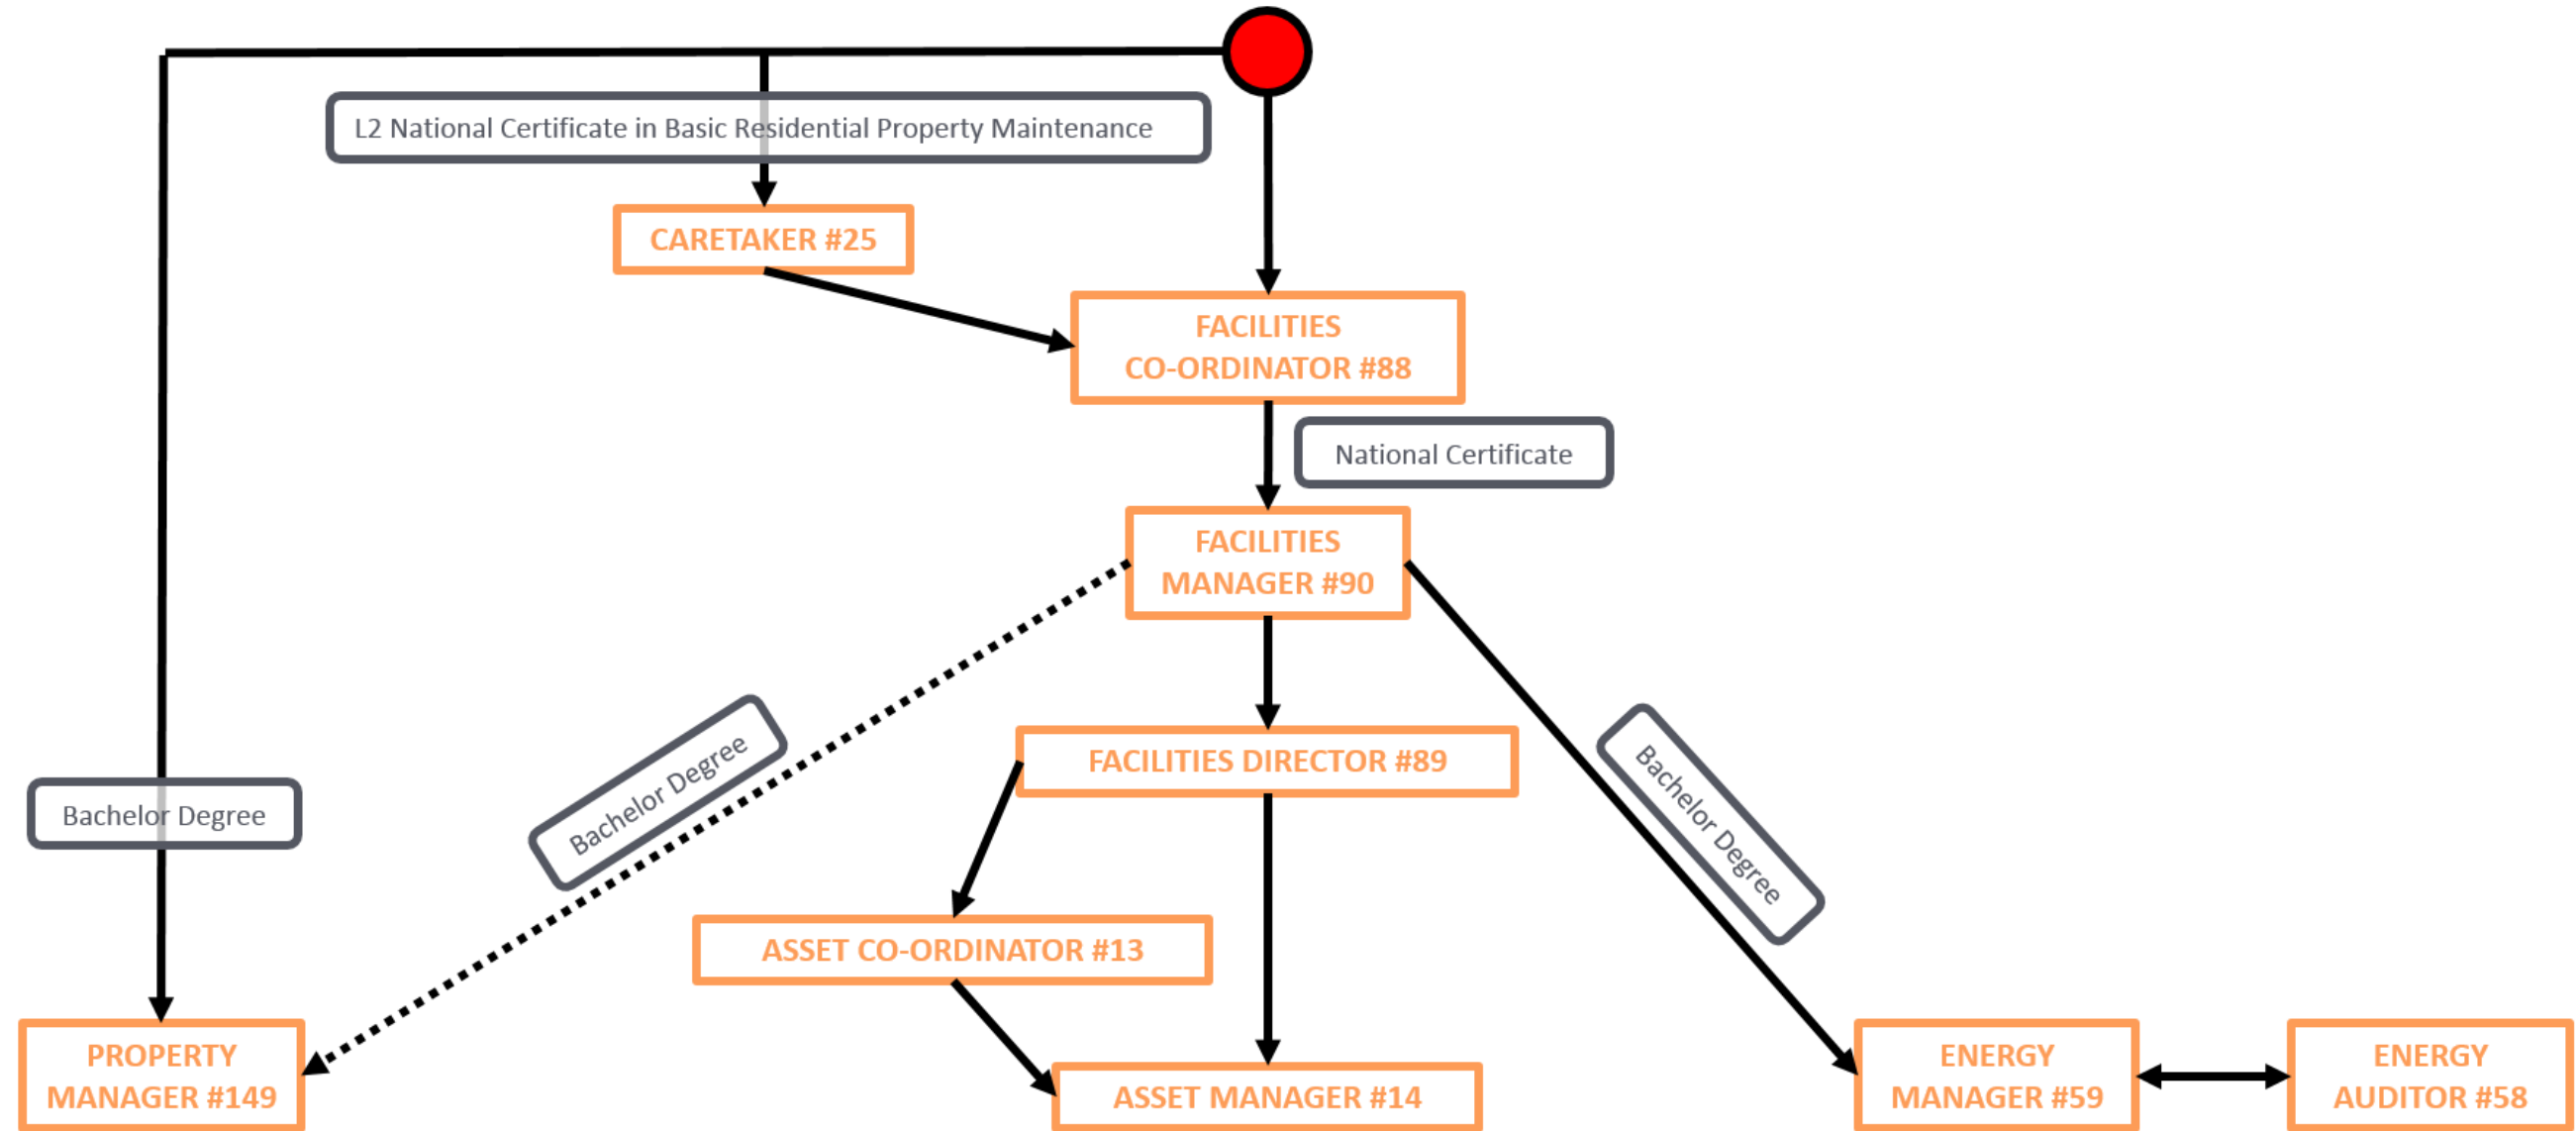 L2 National Certificate in Basic Residential Property Maintenance
CARETAKER #25
FACILITIES
CO-ORDINATOR #88
National Certificate
FACILITIES
MANAGER #90
FACILITIES DIRECTOR #89
Bachelor Degree
Bachelor Degree
Bachelor Degree
ASSET CO-ORDINATOR #13
PROPERTY
MANAGER #149
ASSET MANAGER #14
ENERGY
MANAGER #59
ENERGY
AUDITOR #58